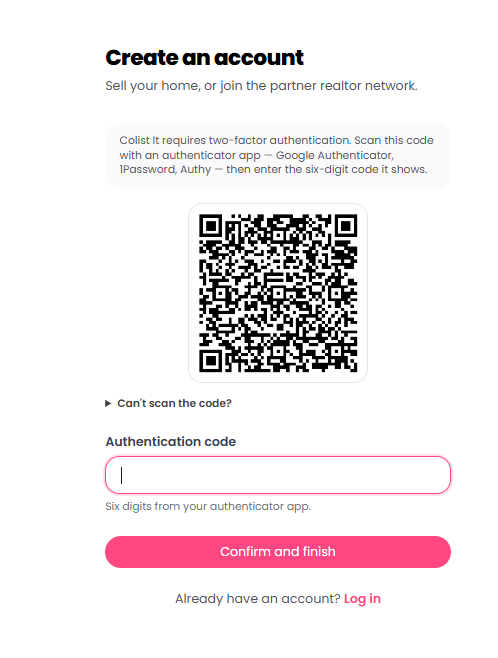 Create an account
Sell your home, or join the partner realtor network.
Colist It requires two-factor authentication. Scan this code
with an authenticator app — Google Authenticator,
1Password, Authy — then enter the six-digit code it shows.
▶ Can't scan the code?
Authentication code
Six digits from your authenticator app.
Confirm and finish
Already have an account? Log in